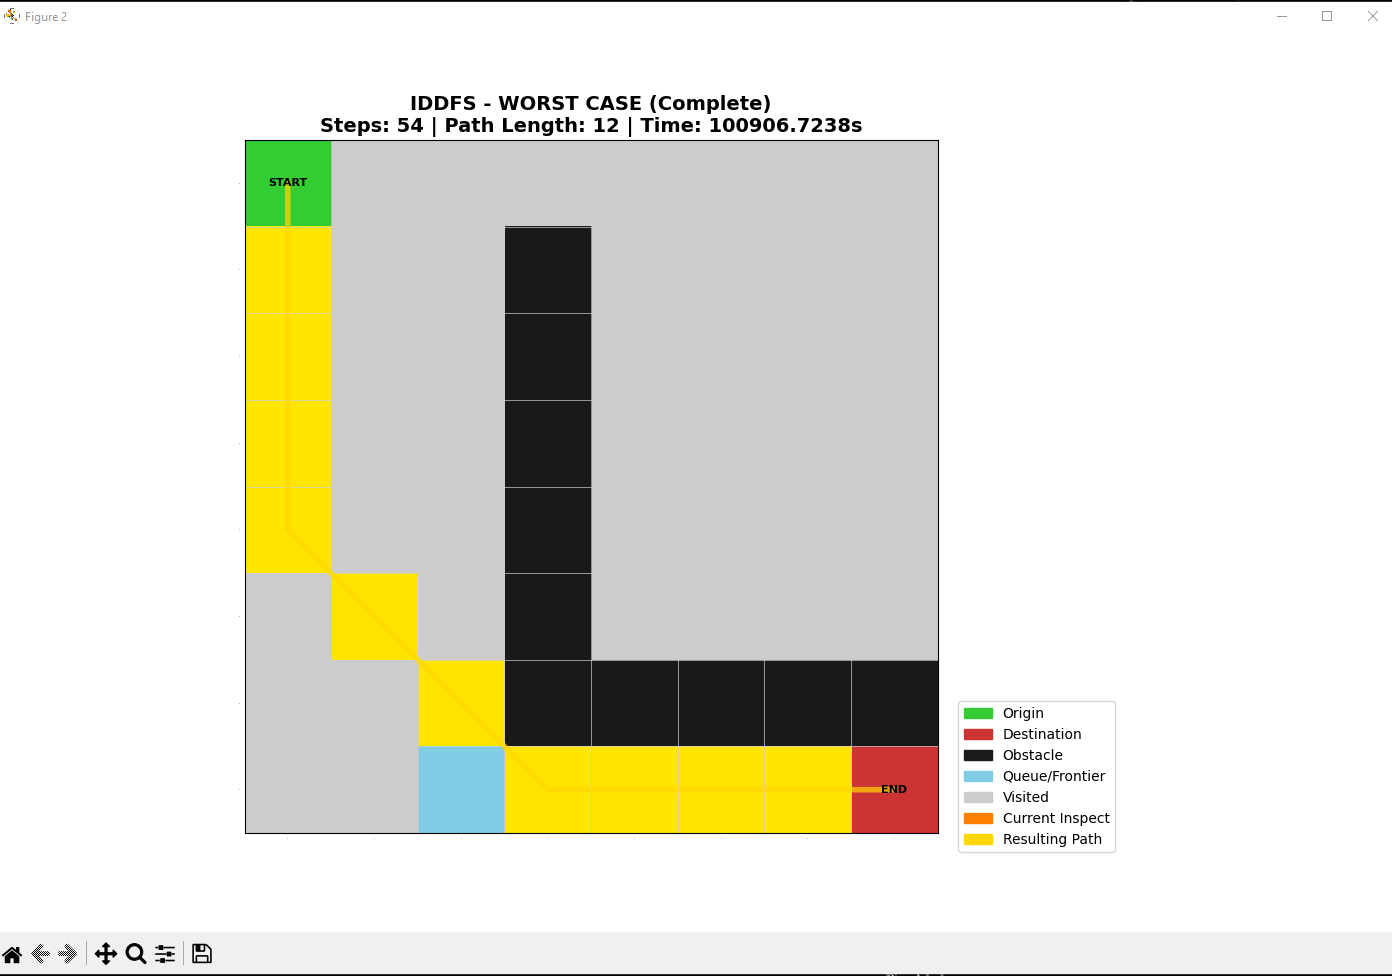 Figure 2
IDDFS - WORST CASE (Complete)
Steps: 54 | Path Length: 12 | Time: 100906.7238s
START
END
Origin
Destination
Obstacle
Queue/Frontier
Visited
Current Inspect
Resulting Path